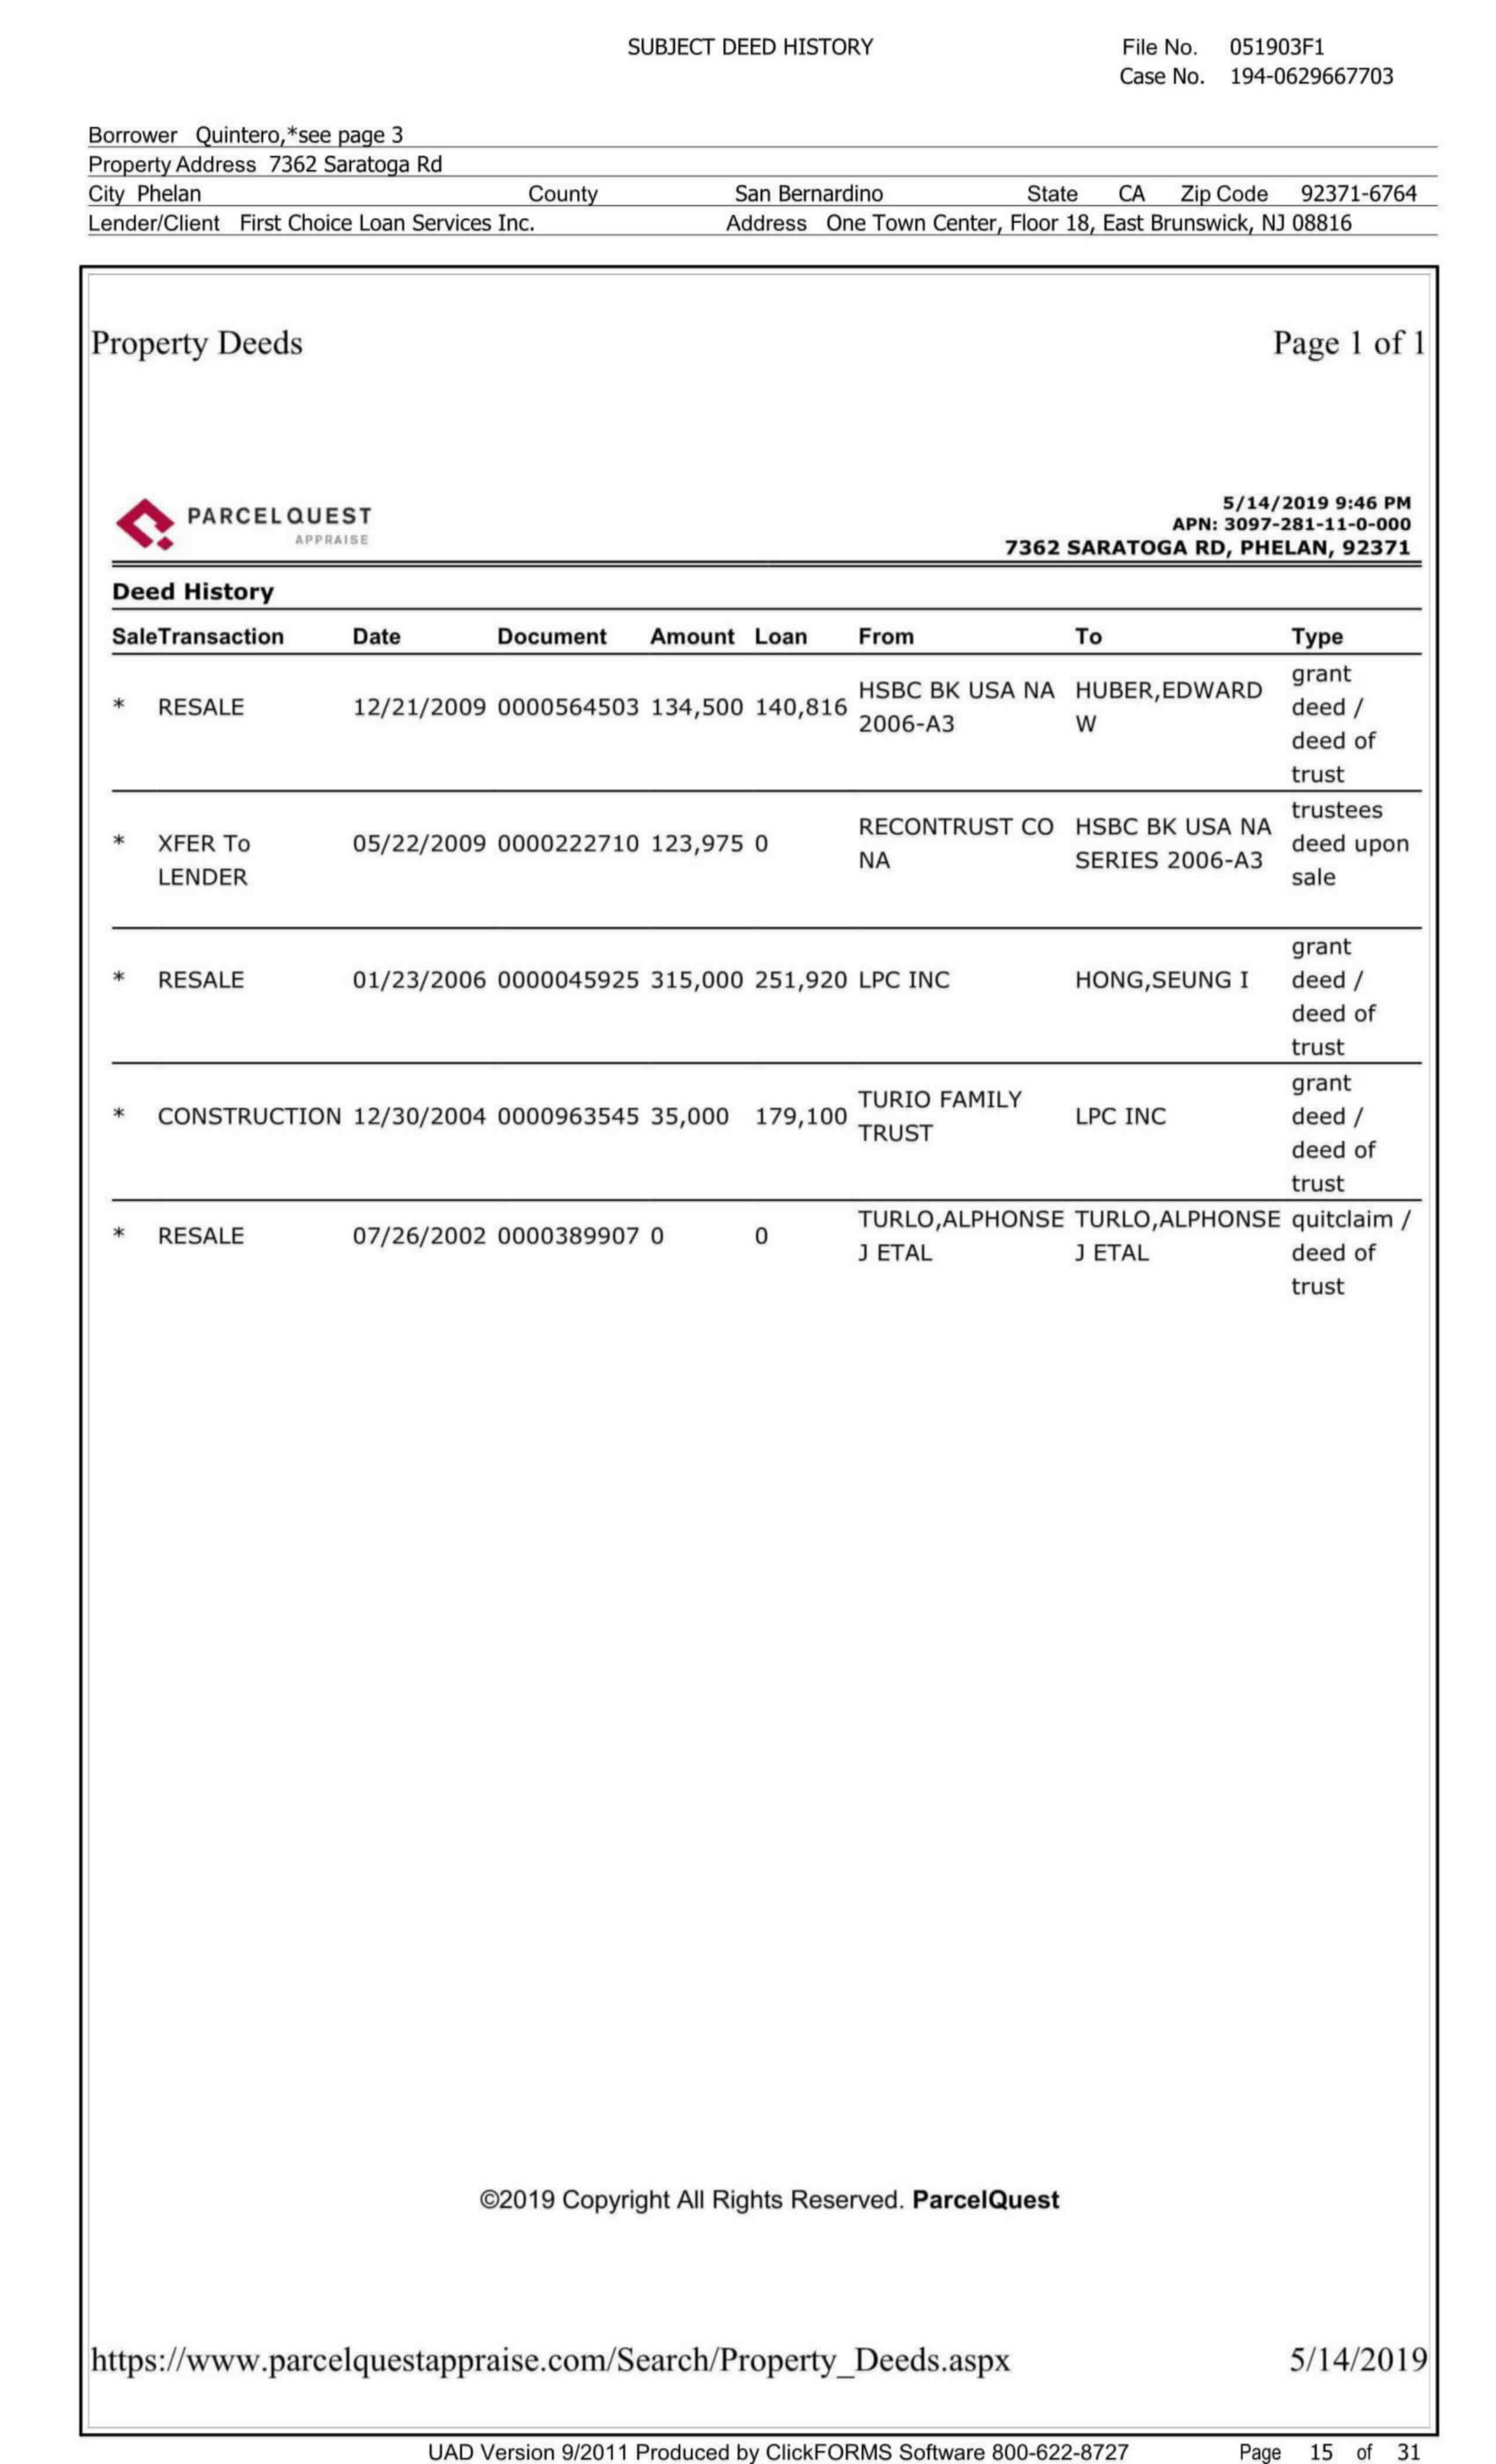 SUBJECT DEED HISTORY
File No. 051903F1
Case No. 194-0629667703
Borrower Quintero,*see page 3
Property Address 7362 Saratoga Rd
City Phelan County San Bernardino State CA Zip Code 92371-6764
Lender/Client First Choice Loan Services Inc. Address One Town Center, Floor 18, East Brunswick, NJ 08816
Property Deeds Page 1 of 1
PARCELQUEST
APPRAISE
5/14/2019 9:46 PM
APN: 3097-281-11-0-000
7362 SARATOGA RD, PHELAN, 92371
Deed History
SaleTransaction Date Document Amount Loan From To Type
* RESALE 12/21/2009 0000564503 134,500 140,816 HSBC BK USA NA 2006-A3 HUBER,EDWARD W grant deed / deed of trust
* XFER To LENDER 05/22/2009 0000222710 123,975 0 RECONTRUST CO NA HSBC BK USA NA SERIES 2006-A3 trustees deed upon sale
* RESALE 01/23/2006 0000045925 315,000 251,920 LPC INC HONG,SEUNG I grant deed / deed of trust
* CONSTRUCTION 12/30/2004 0000963545 35,000 179,100 TURIO FAMILY TRUST LPC INC grant deed / deed of trust
* RESALE 07/26/2002 0000389907 0 0 TURLO,ALPHONSE J ETAL TURLO,ALPHONSE J ETAL quitclaim / deed of trust
©2019 Copyright All Rights Reserved. ParcelQuest
https://www.parcelquestappraise.com/Search/Property_Deeds.aspx 5/14/2019
UAD Version 9/2011 Produced by ClickFORMS Software 800-622-8727 Page 15 of 31